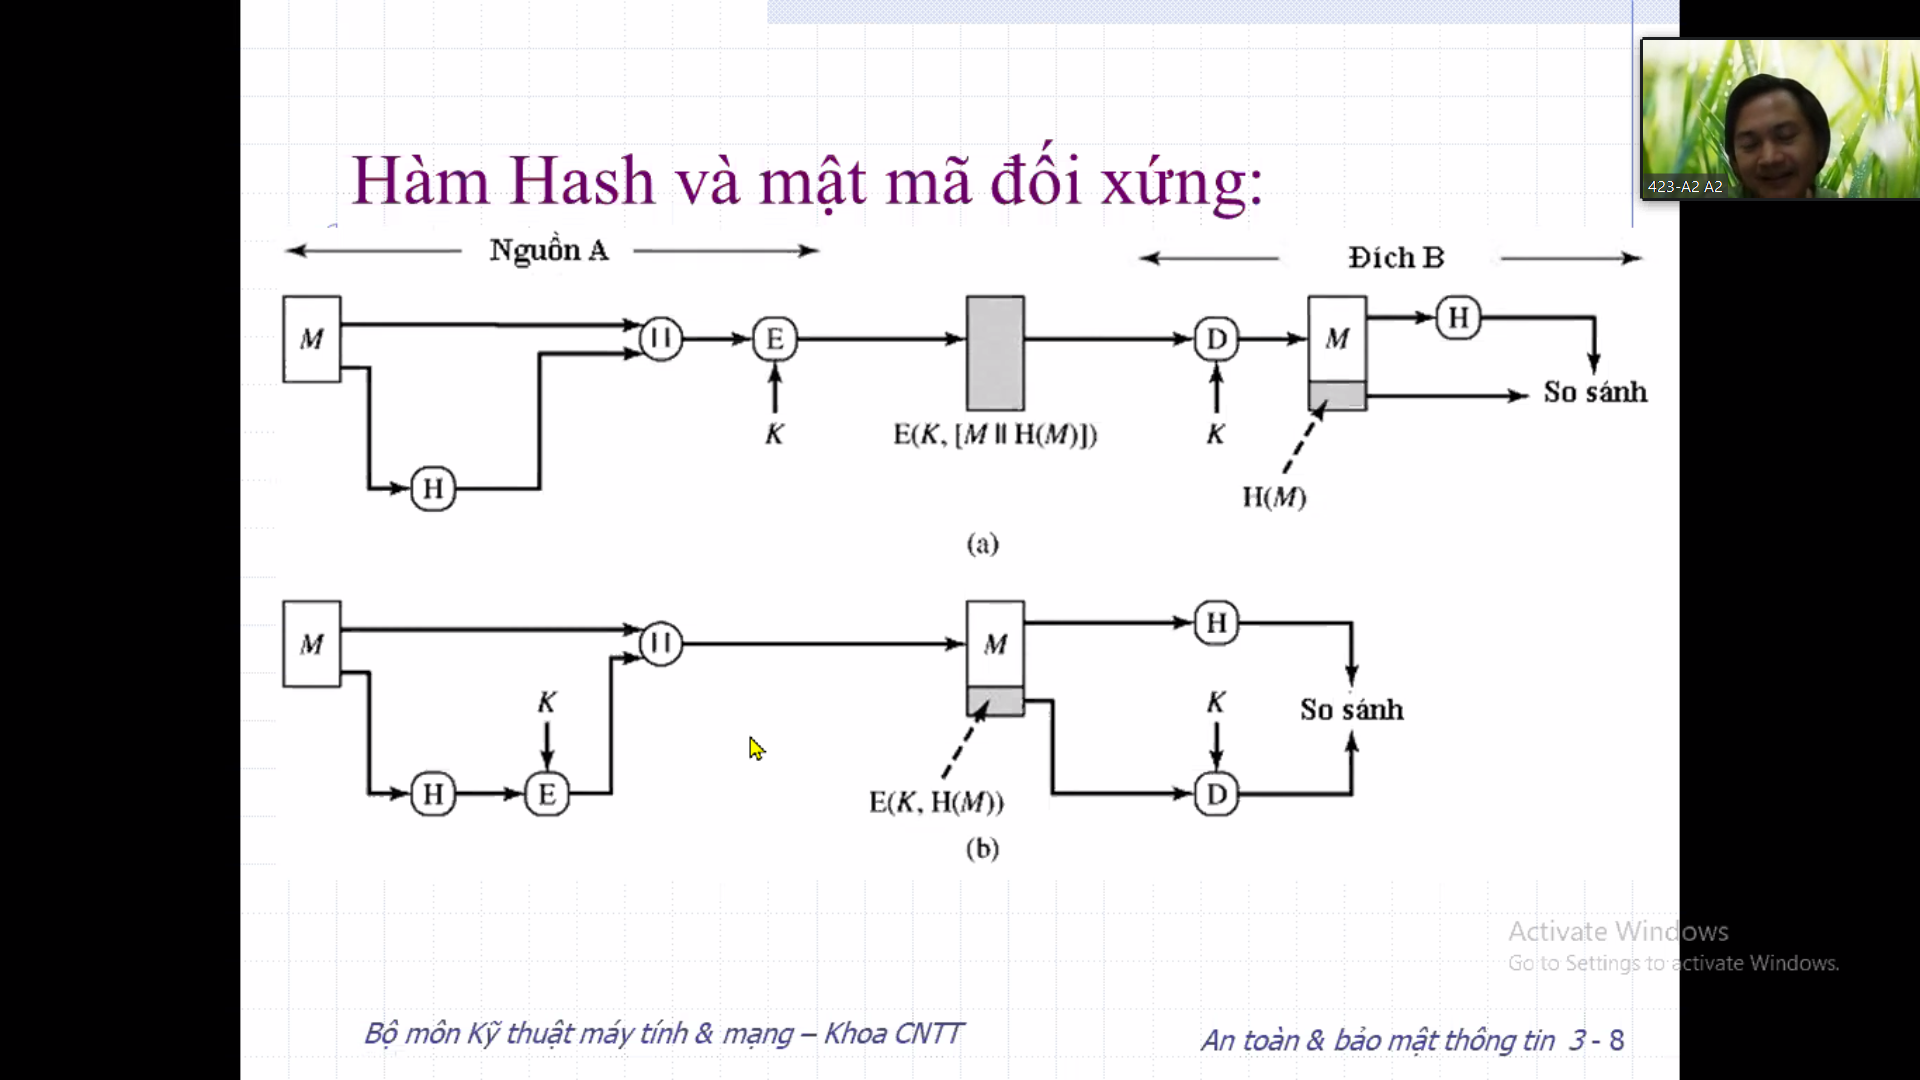 Hàm Hash và mật mã đối xứng:
423-A2 A2
Nguồn A
Đích B
M
||
E
D
M
H
So sánh
K
E(K, [M || H(M)])
K
H
H(M)
(a)
M
||
M
H
K
K
So sánh
H
E
E(K, H(M))
D
(b)
Activate Windows
Go to Settings to activate Windows.
Bộ môn Kỹ thuật máy tính & mạng – Khoa CNTT
An toàn & bảo mật thông tin 3 - 8